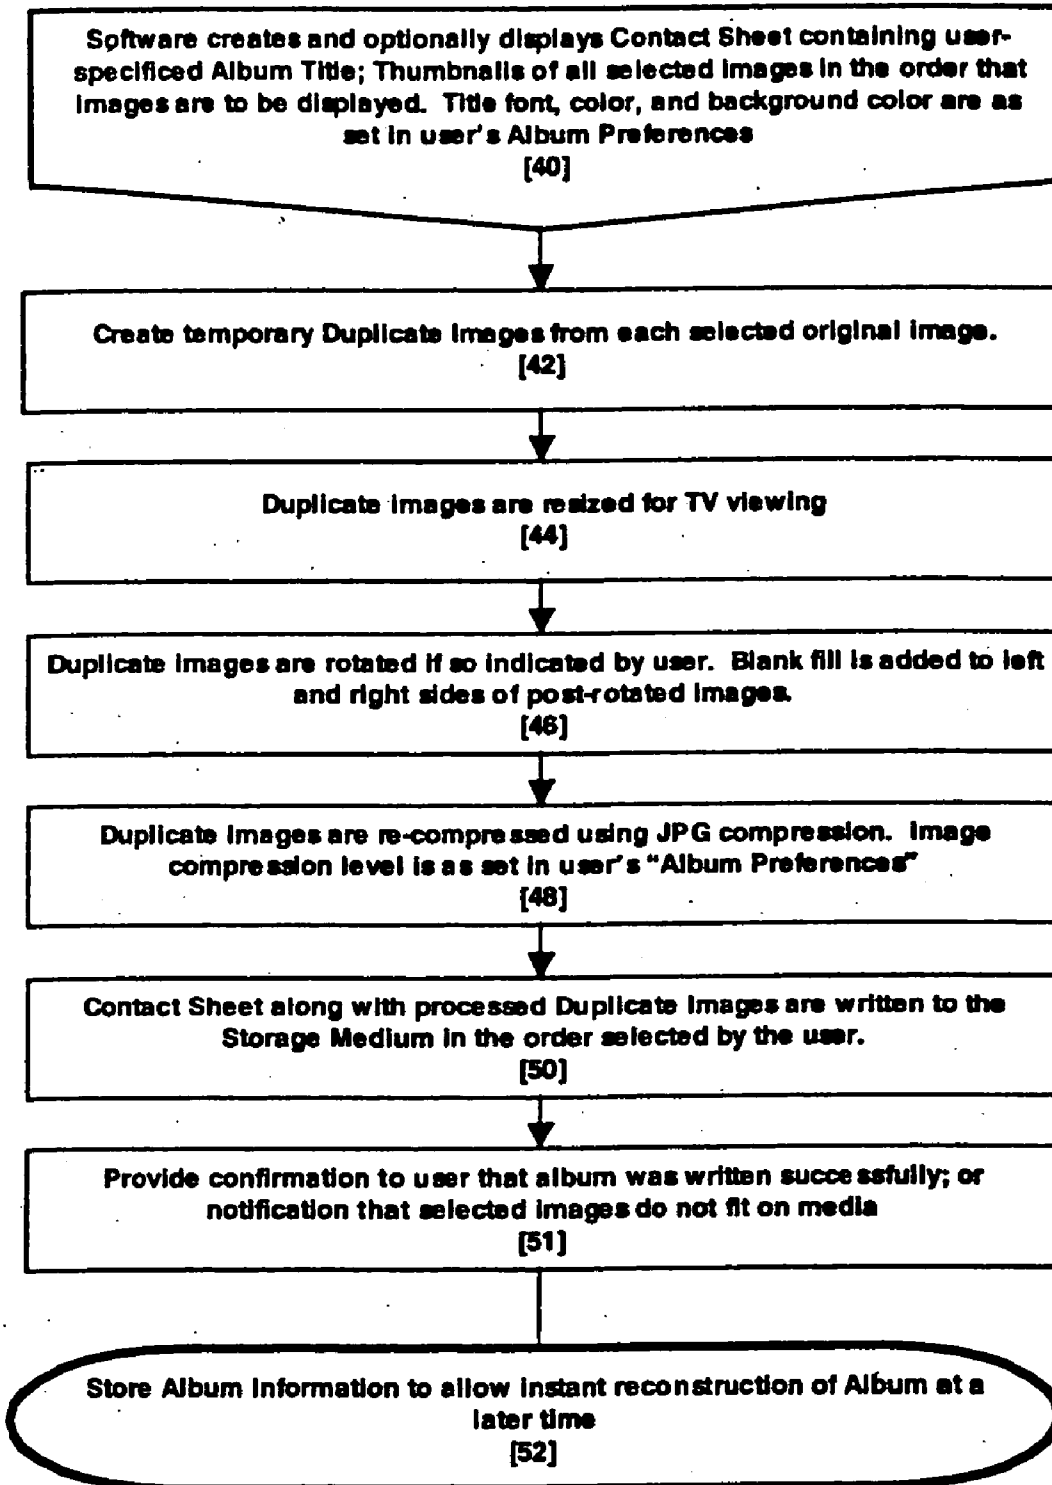 Software creates and optionally displays Contact Sheet containing user-
specificed Album Title; Thumbnails of all selected images in the order that
images are to be displayed. Title font, color, and background color are as
set in user's Album Preferences
[40]
Create temporary Duplicate Images from each selected original image.
[42]
Duplicate images are resized for TV viewing
[44]
Duplicate images are rotated if so indicated by user. Blank fill is added to left
and right sides of post-rotated images.
[46]
Duplicate images are re-compressed using JPG compression. Image
compression level is as set in user's "Album Preferences"
[48]
Contact Sheet along with processed Duplicate Images are written to the
Storage Medium in the order selected by the user.
[50]
Provide confirmation to user that album was written successfully; or
notification that selected images do not fit on media
[51]
Store Album Information to allow instant reconstruction of Album at a
later time
[52]